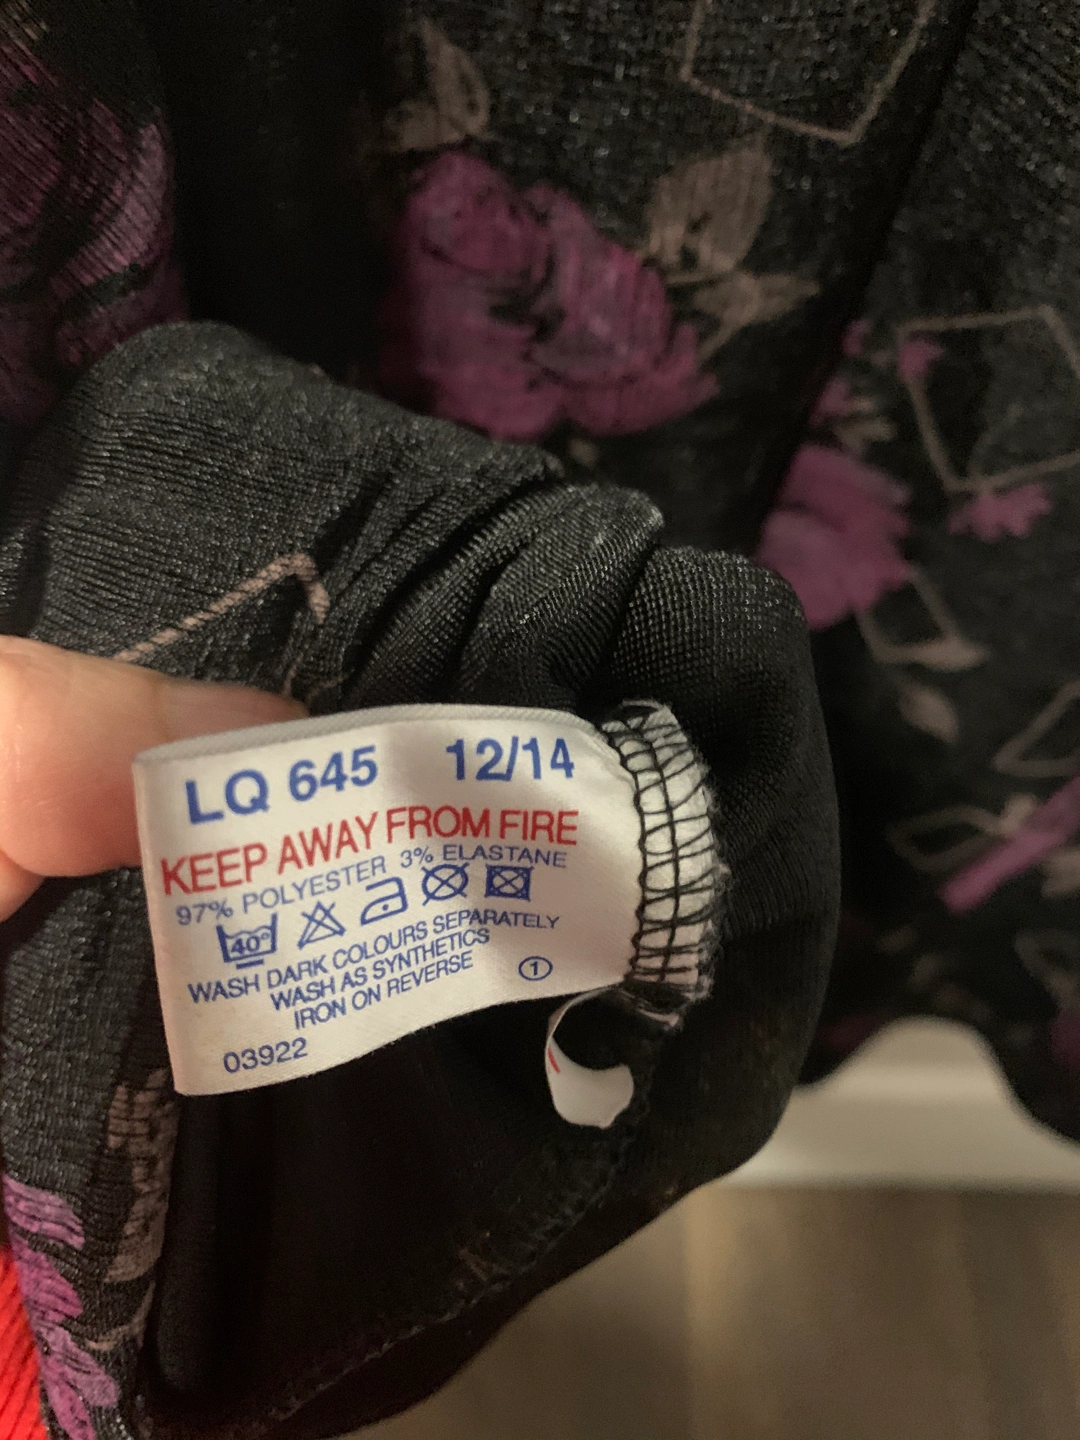 LQ 645 12/14
KEEP AWAY FROM FIRE
97% POLYESTER 3% ELASTANE
40°
WASH DARK COLOURS SEPARATELY
WASH AS SYNTHETICS
IRON ON REVERSE
1
03922